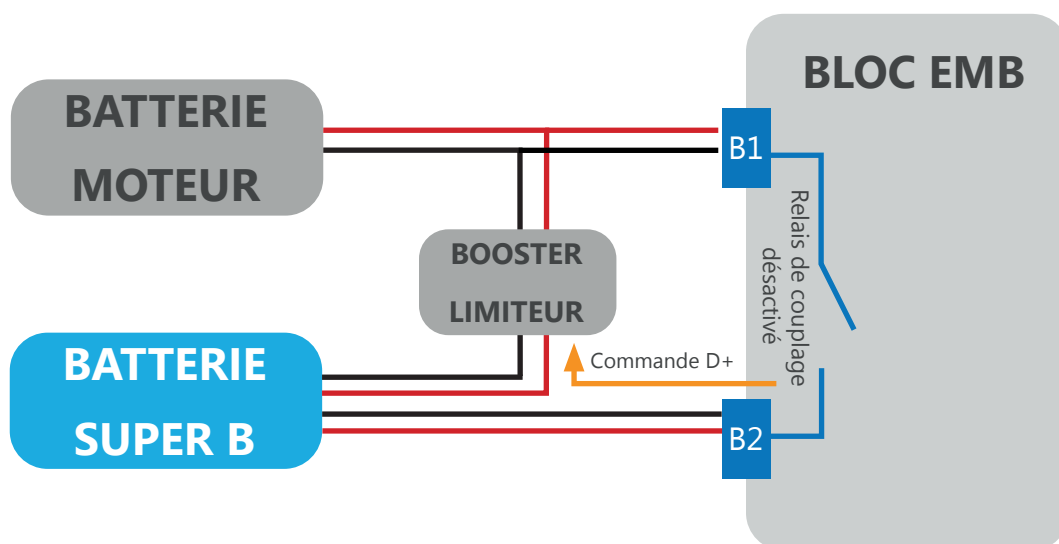 BLOC EMB
BATTERIE
MOTEUR
B1
Relais de couplage
désactivé
BOOSTER
LIMITEUR
Commande D+
BATTERIE
SUPER B
B2